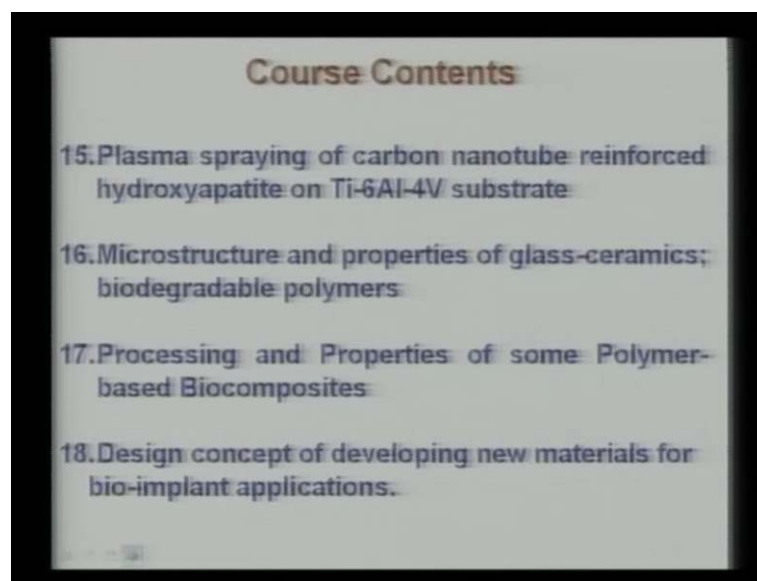 Course Contents
15.Plasma spraying of carbon nanotube reinforced
hydroxyapatite on Ti-6Al-4V substrate
16.Microstructure and properties of glass-ceramics;
biodegradable polymers
17.Processing and Properties of some Polymer-
based Biocomposites
18.Design concept of developing new materials for
bio-implant applications.